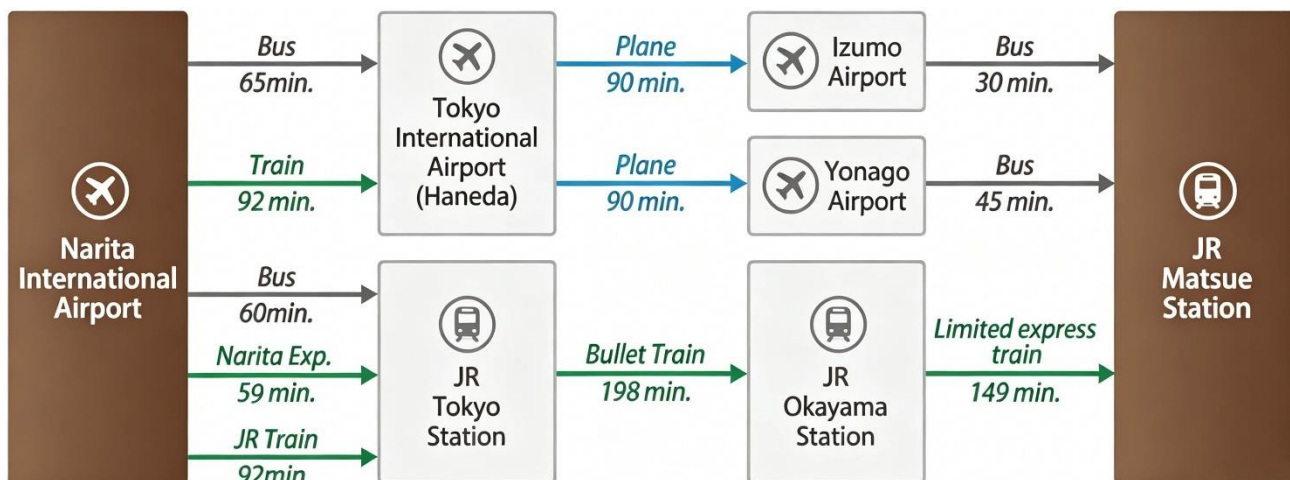 Narita
International
Airport
Bus
65min.
Train
92 min.
Bus
60min.
Narita Exp.
59 min.
JR Train
92min.
Tokyo
International
Airport
(Haneda)
JR
Tokyo
Station
Plane
90 min.
Plane
90 min.
Bullet Train
198 min.
Izumo
Airport
Yonago
Airport
JR
Okayama
Station
Bus
30 min.
Bus
45 min.
Limited express
train
149 min.
JR
Matsue
Station